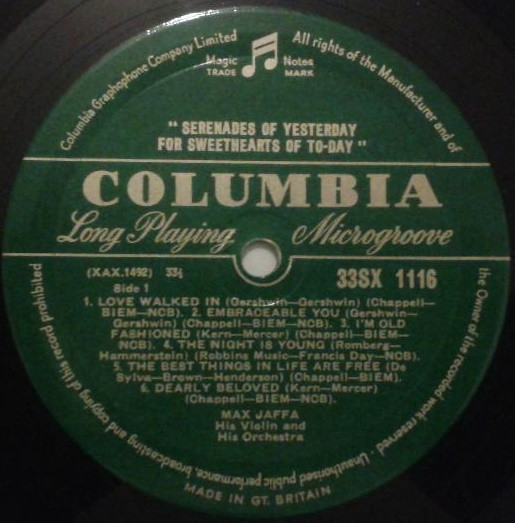 Columbia Graphophone Company Limited
All rights of the Manufacturer and of
the Owner of the recorded work reserved · Unauthorised public performance, broadcasting and copying of this record prohibited
Magic Notes
TRADE MARK
" SERENADES OF YESTERDAY
FOR SWEETHEARTS OF TO-DAY "
COLUMBIA
Long Playing Microgroove
(XAX.1492) 33⅓
33SX 1116
Side 1
1. LOVE WALKED IN (Gershwin—Gershwin) (Chappell—
BIEM—NCB). 2. EMBRACEABLE YOU (Gershwin—
Gershwin) (Chappell—BIEM—NCB). 3. I'M OLD
FASHIONED (Kern—Mercer) (Chappell—BIEM—
NCB). 4. THE NIGHT IS YOUNG (Romberg—
Hammerstein) (Robbins Music—Francis Day—NCB).
5. THE BEST THINGS IN LIFE ARE FREE (De
Sylva—Brown—Henderson) (Chappell—BIEM).
6. DEARLY BELOVED (Kern—Mercer)
(Chappell—BIEM—NCB).
MAX JAFFA
His Violin and
His Orchestra
MADE IN GT. BRITAIN